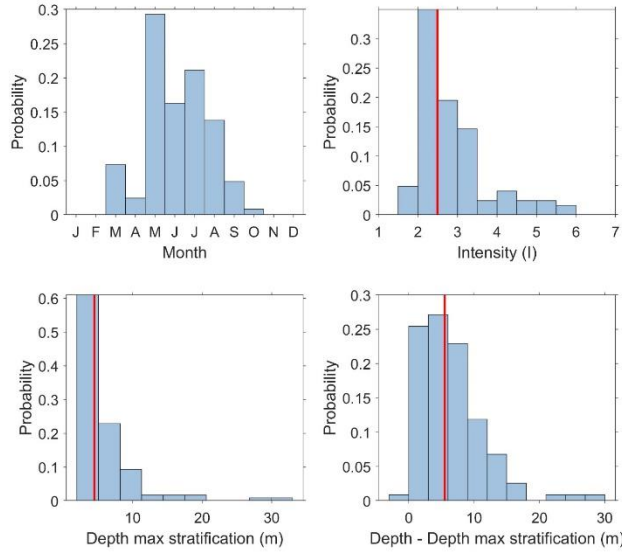 0.3
0.25
0.2
0.15
0.1
0.05
0
Probability
J F M A M J J A S O N D
Month
0.3
0.25
0.2
0.15
0.1
0.05
0
Probability
1 2 3 4 5 6 7
Intensity (I)
0.6
0.5
0.4
0.3
0.2
0.1
0
Probability
10 20 30
Depth max stratification (m)
0.3
0.25
0.2
0.15
0.1
0.05
0
Probability
0 10 20 30
Depth - Depth max stratification (m)